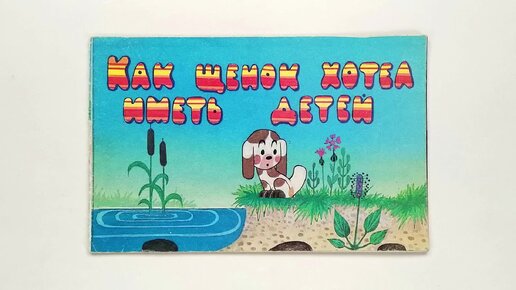 Как щенок хотел
иметь детей